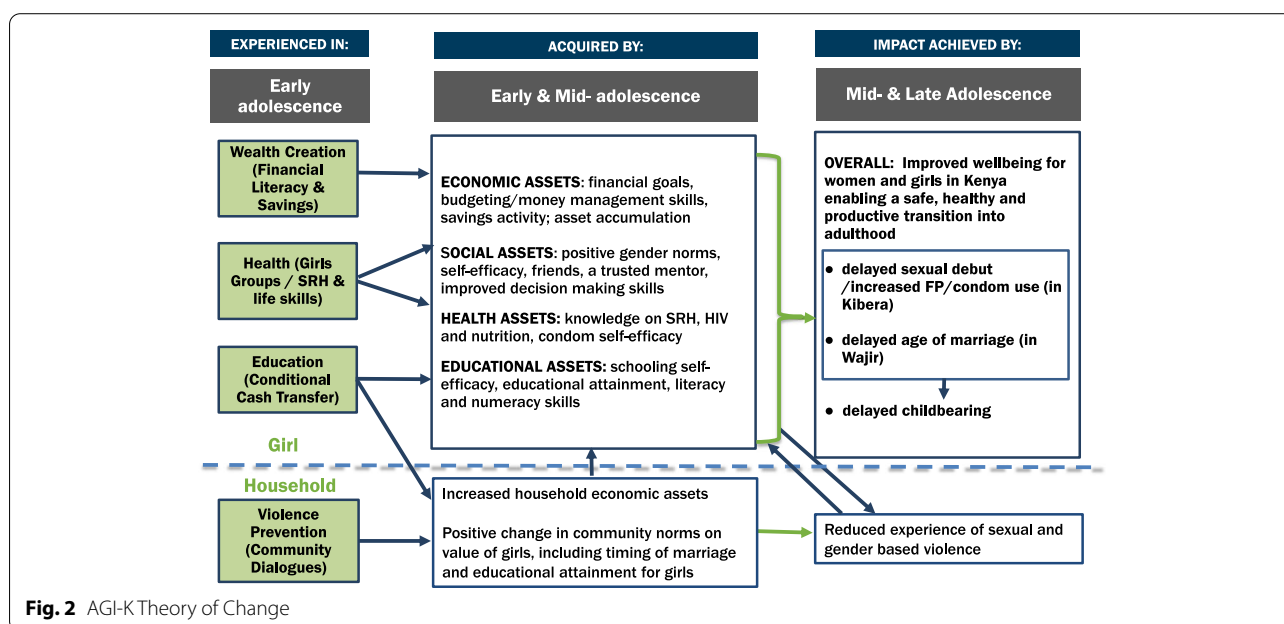 EXPERIENCED IN:
ACQUIRED BY:
IMPACT ACHIEVED BY:
Early
adolescence
Early & Mid- adolescence
Mid- & Late Adolescence
Wealth Creation
(Financial
Literacy &
Savings)
Health (Girls
Groups / SRH &
life skills)
Education
(Conditional
Cash Transfer)
Girl
ECONOMIC ASSETS: financial goals,
budgeting/money management skills,
savings activity; asset accumulation
SOCIAL ASSETS: positive gender norms,
self-efficacy, friends, a trusted mentor,
improved decision making skills
HEALTH ASSETS: knowledge on SRH, HIV
and nutrition, condom self-efficacy
EDUCATIONAL ASSETS: schooling self-
efficacy, educational attainment, literacy
and numeracy skills
OVERALL: Improved wellbeing for
women and girls in Kenya
enabling a safe, healthy and
productive transition into
adulthood
• delayed sexual debut
/increased FP/condom use (in
Kibera)
• delayed age of marriage (in
Wajir)
• delayed childbearing
Household
Violence
Prevention
(Community
Dialogues)
Increased household economic assets
Positive change in community norms on
value of girls, including timing of marriage
and educational attainment for girls
Reduced experience of sexual and
gender based violence
Fig. 2 AGI-K Theory of Change